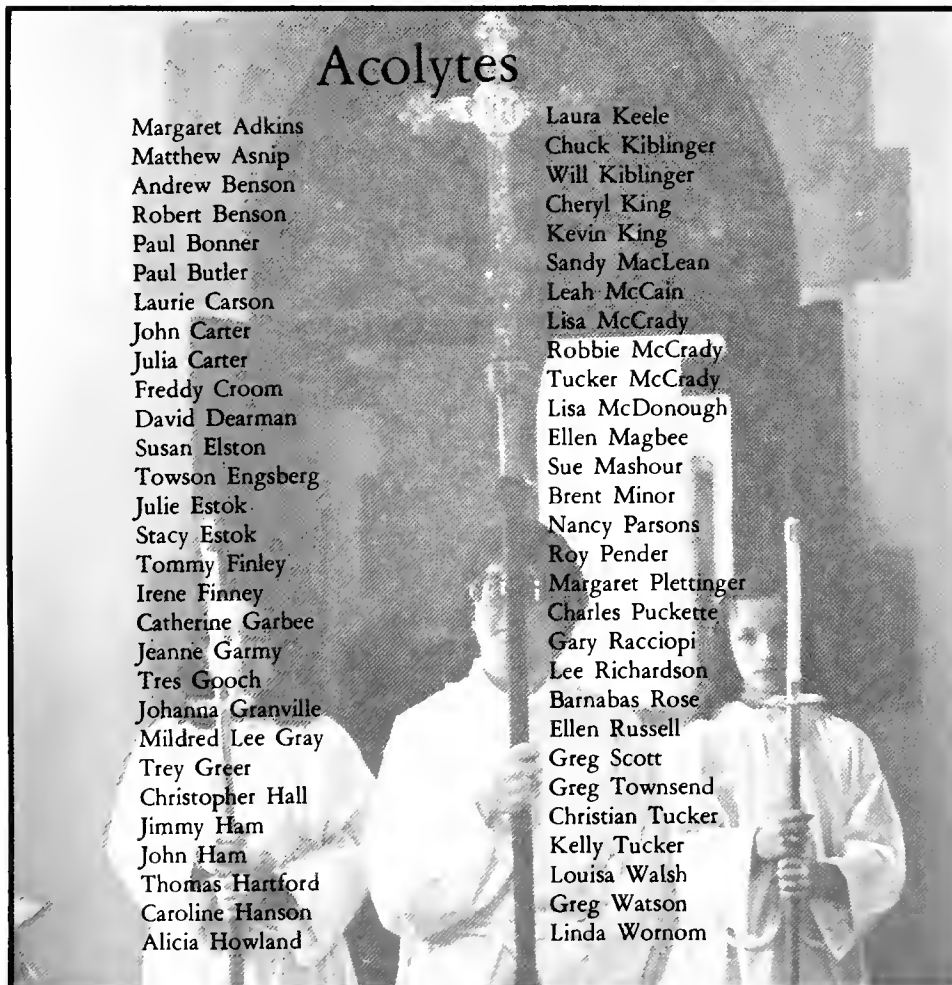 Acolytes
Margaret Adkins
Matthew Asnip
Andrew Benson
Robert Benson
Paul Bonner
Paul Butler
Laurie Carson
John Carter
Julia Carter
Freddy Croom
David Dearman
Susan Elston
Towson Engsberg
Julie Estok
Stacy Estok
Tommy Finley
Irene Finney
Catherine Garbee
Jeanne Garmy
Tres Gooch
Johanna Granville
Mildred Lee Gray
Trey Greer
Christopher Hall
Jimmy Ham
John Ham
Thomas Hartford
Caroline Hanson
Alicia Howland
Laura Keele
Chuck Kiblinger
Will Kiblinger
Cheryl King
Kevin King
Sandy MacLean
Leah McCain
Lisa McCrady
Robbie McCrady
Tucker McCrady
Lisa McDonough
Ellen Magbee
Sue Mashour
Brent Minor
Nancy Parsons
Roy Pender
Margaret Plettinger
Charles Puckette
Gary Racciopi
Lee Richardson
Barnabas Rose
Ellen Russell
Greg Scott
Greg Townsend
Christian Tucker
Kelly Tucker
Louisa Walsh
Greg Watson
Linda Wornom